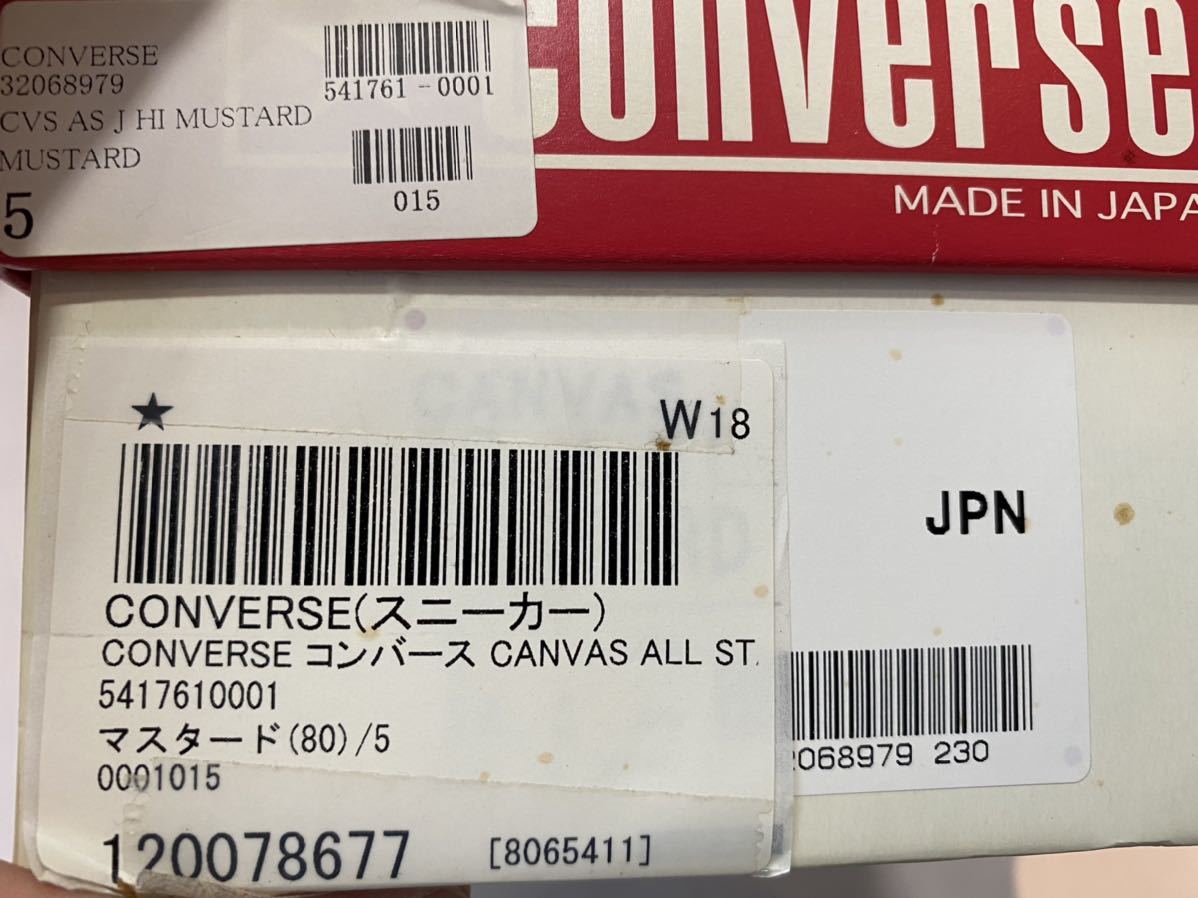 CONVERSE
32068979
CVS AS J HI MUSTARD
MUSTARD
5
541761-0001
015
converse
MADE IN JAPA
★ W18
CANVAS
CONVERSE(スニーカー)
CONVERSE コンバース CANVAS ALL ST
5417610001
マスタード(80)/5
0001015
120078677 [8065411]
JPN
2068979 230